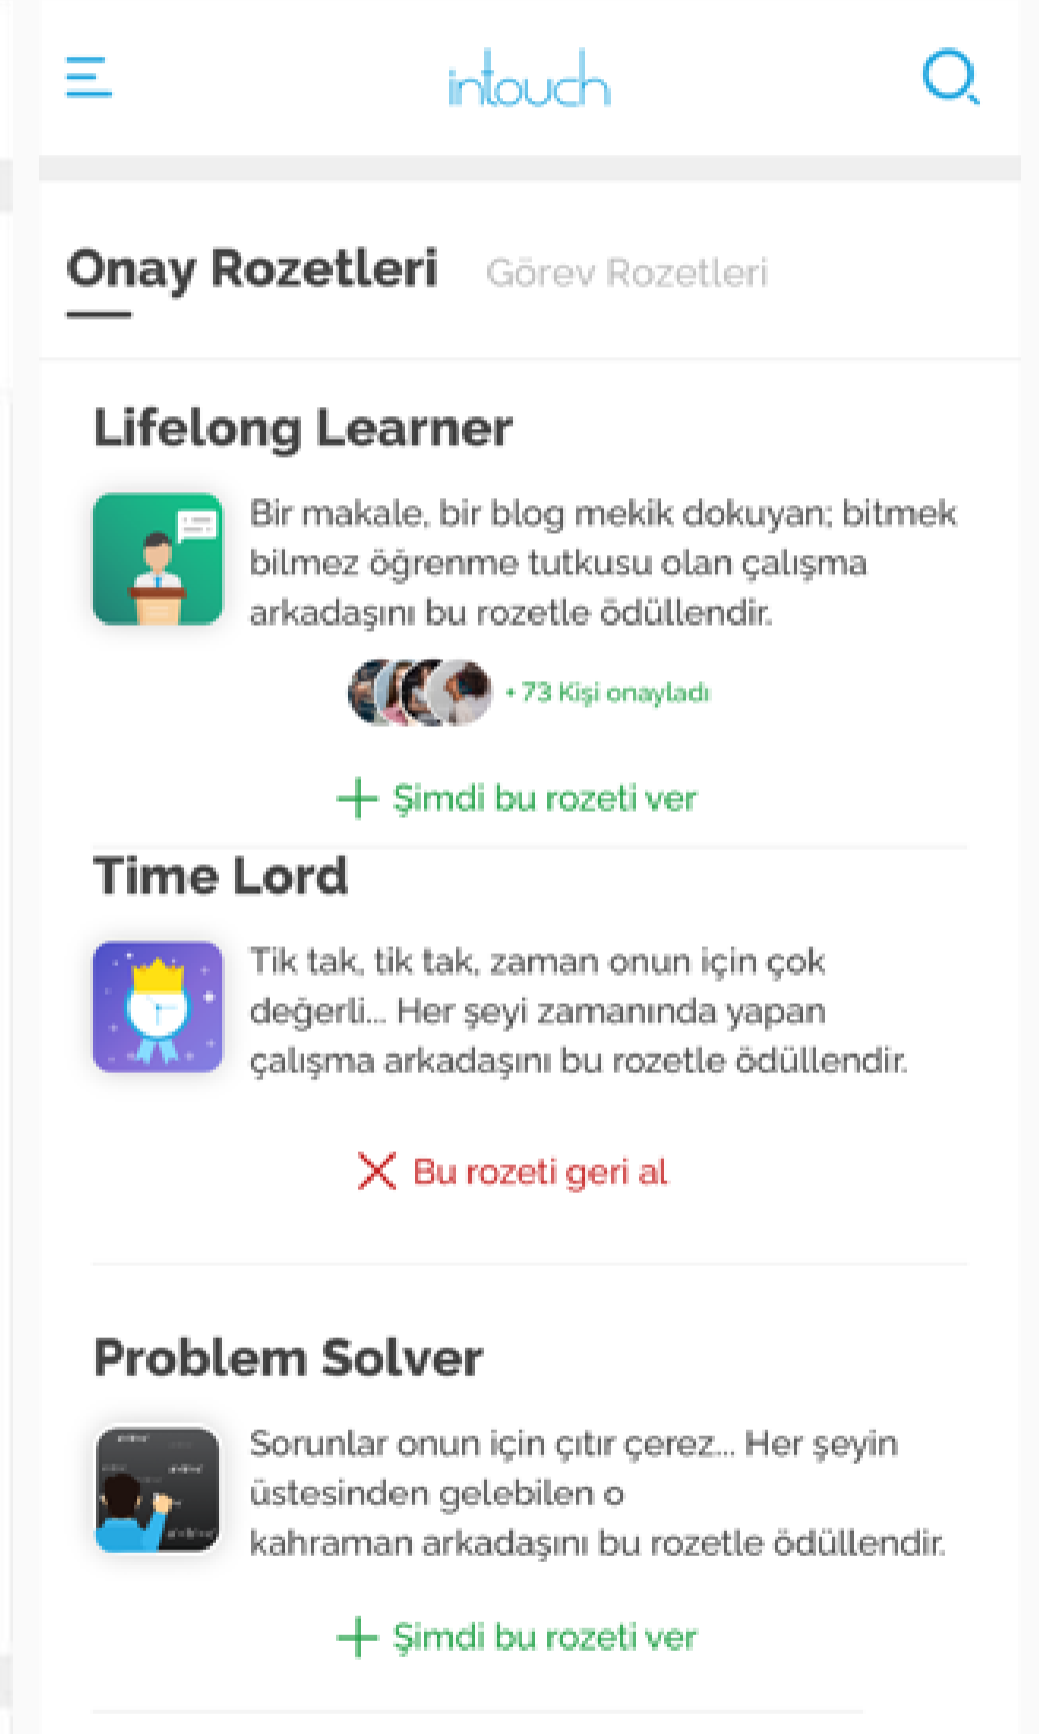 intouch
Onay Rozetleri Görev Rozetleri
Lifelong Learner
Bir makale, bir blog mekik dokuyan; bitmek
bilmez öğrenme tutkusu olan çalışma
arkadaşını bu rozetle ödüllendir.
+ 73 Kişi onayladı
Şimdi bu rozeti ver
Time Lord
Tik tak, tik tak, zaman onun için çok
değerli... Her şeyi zamanında yapan
çalışma arkadaşını bu rozetle ödüllendir.
Bu rozeti geri al
Problem Solver
Sorunlar onun için çıtır çerez... Her şeyin
üstesinden gelebilen o
kahraman arkadaşını bu rozetle ödüllendir.
Şimdi bu rozeti ver